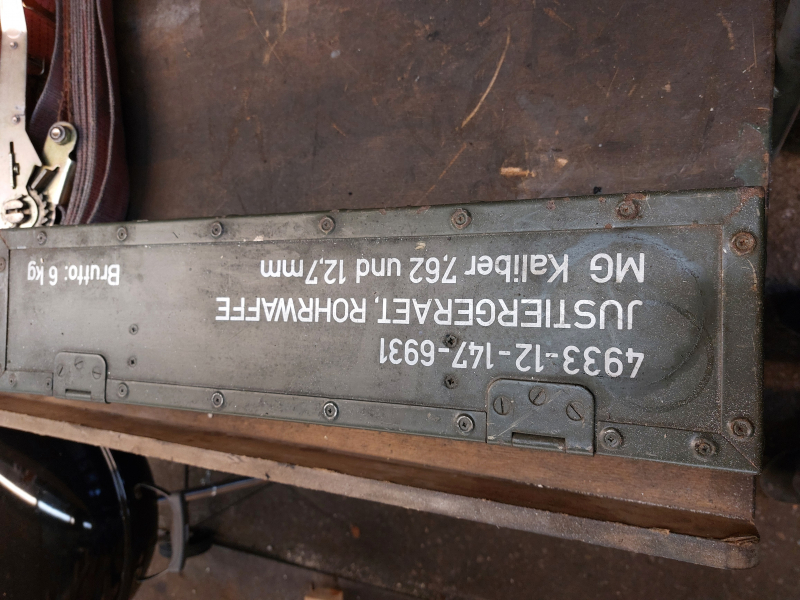 4933-12-147-6931
JUSTIERGERAET, ROHRWAFFE
MG Kaliber 7,62 und 12,7mm
Brutto: 6 kg